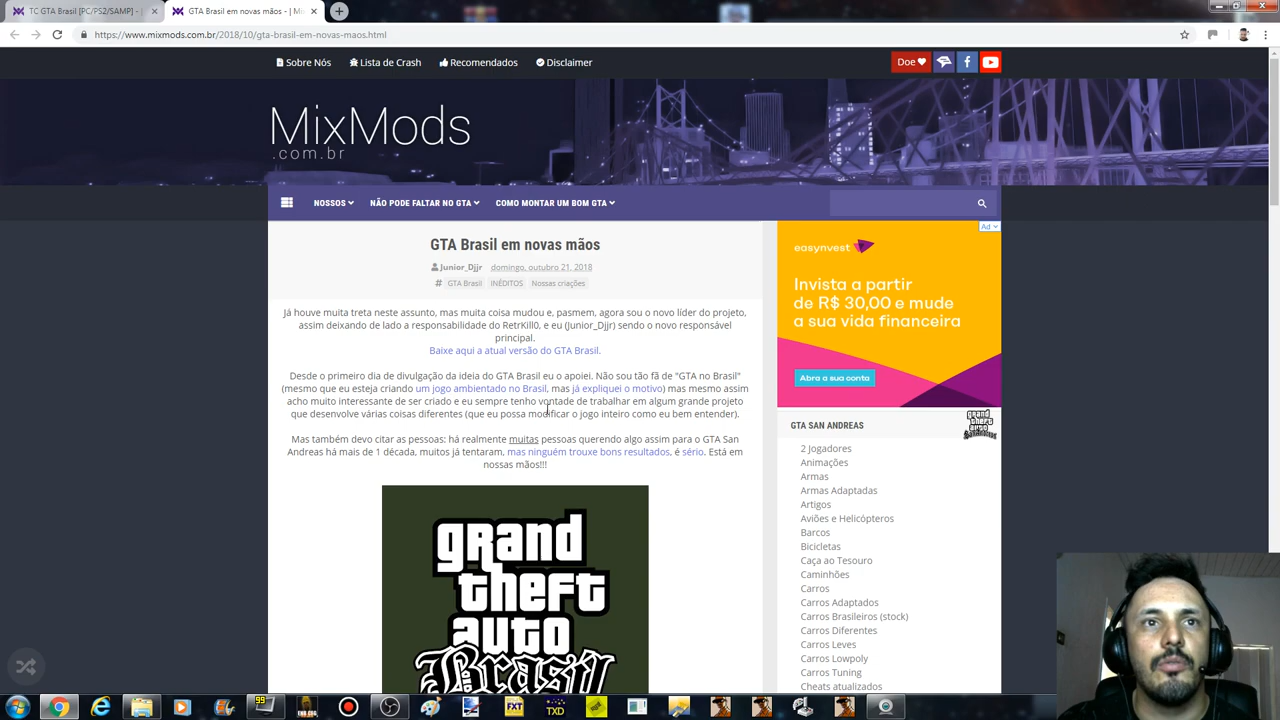 TC GTA Brasil [PC/PS2/SAMP] - |
GTA Brasil em novas mãos - | Mi
https://www.mixmods.com.br/2018/10/gta-brasil-em-novas-maos.html
Sobre Nós Lista de Crash Recomendados Disclaimer Doe
MixMods
.com.br
NOSSOS NÃO PODE FALTAR NO GTA COMO MONTAR UM BOM GTA
GTA Brasil em novas mãos
Junior_Djjr domingo, outubro 21, 2018
# GTA Brasil INÉDITOS Nossas criações
Já houve muita treta neste assunto, mas muita coisa mudou e, pasmem, agora sou o novo líder do projeto,
assim deixando de lado a responsabilidade do RetrKill0, e eu (Junior_Djjr) sendo o novo responsável
principal.
Baixe aqui a atual versão do GTA Brasil.
Desde o primeiro dia de divulgação da ideia do GTA Brasil eu o apoiei. Não sou tão fã de "GTA no Brasil"
(mesmo que eu esteja criando um jogo ambientado no Brasil, mas já expliquei o motivo) mas mesmo assim
acho muito interessante de ser criado e eu sempre tenho vontade de trabalhar em algum grande projeto
que desenvolve várias coisas diferentes (que eu possa modificar o jogo inteiro como eu bem entender).
Mas também devo citar as pessoas: há realmente muitas pessoas querendo algo assim para o GTA San
Andreas há mais de 1 década, muitos já tentaram, mas ninguém trouxe bons resultados, é sério. Está em
nossas mãos!!!
grand
theft
auto
Brasil
Ad
easynvest
Invista a partir
de R$ 30,00 e mude
a sua vida financeira
Abra a sua conta
GTA SAN ANDREAS
2 Jogadores
Animações
Armas
Armas Adaptadas
Artigos
Aviões e Helicópteros
Barcos
Bicicletas
Caça ao Tesouro
Caminhões
Carros
Carros Adaptados
Carros Brasileiros (stock)
Carros Diferentes
Carros Leves
Carros Lowpoly
Carros Tuning
Cheats atualizados
99
FXT
TXD